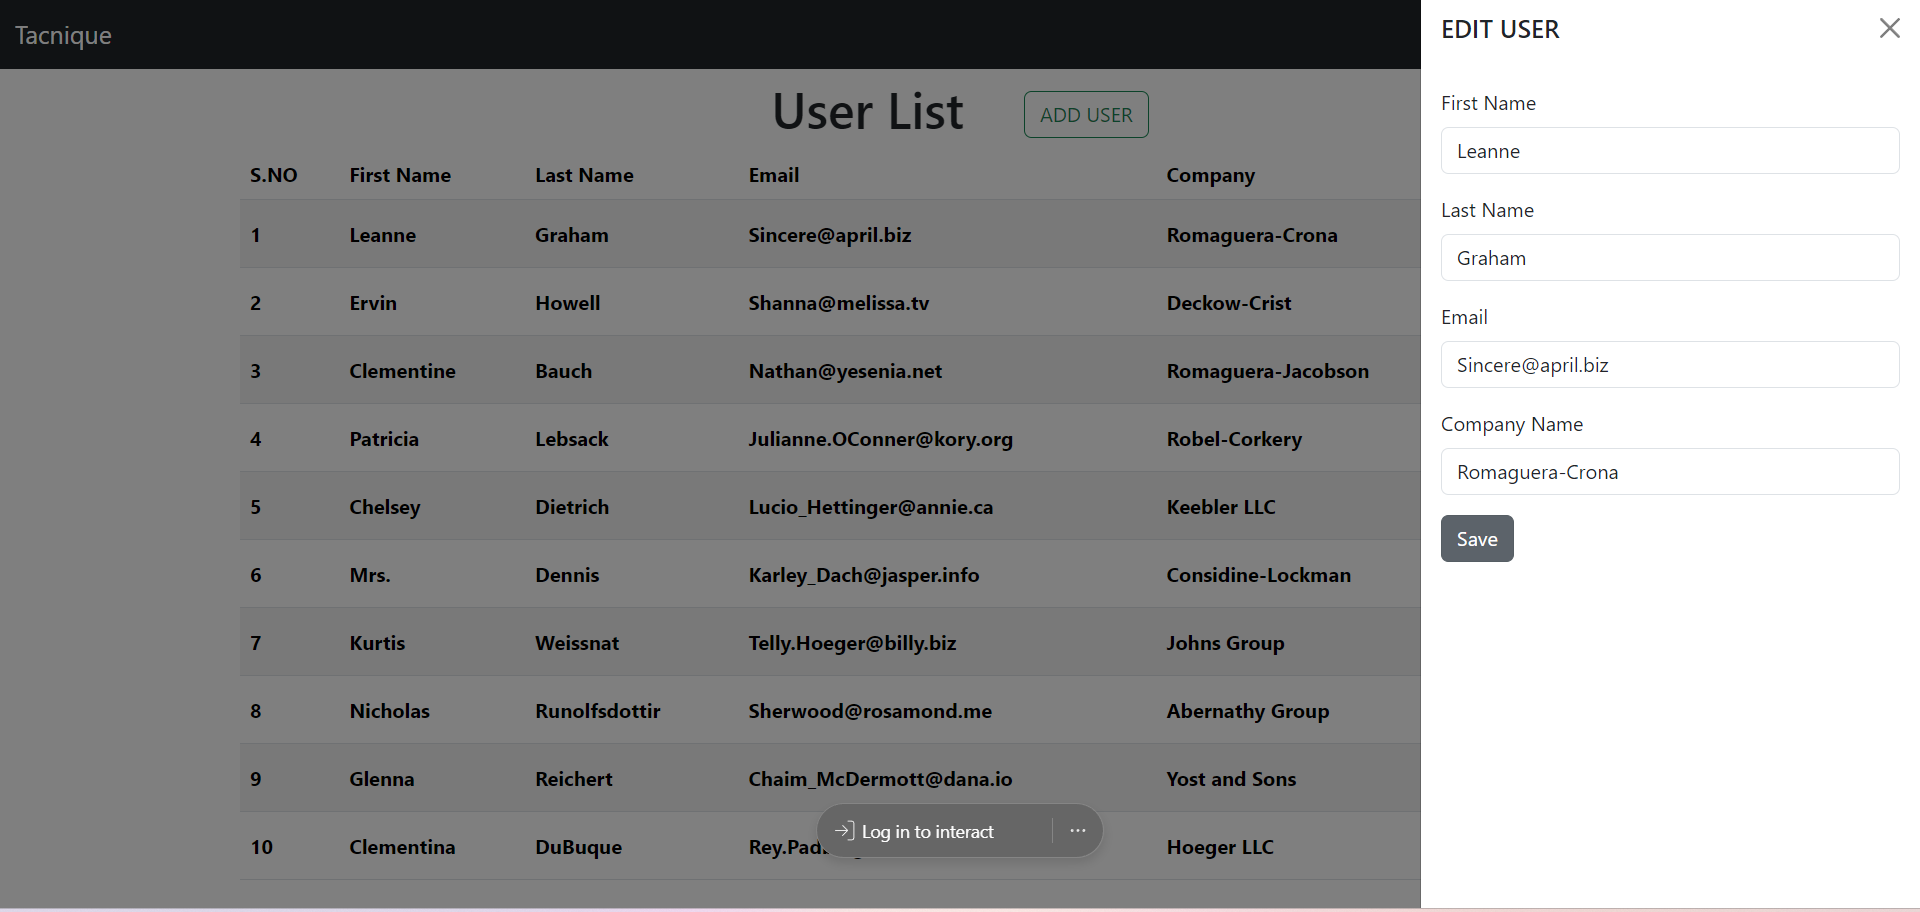 Tacnique
User List
ADD USER
S.NO First Name Last Name Email Company
1 Leanne Graham Sincere@april.biz Romaguera-Crona
2 Ervin Howell Shanna@melissa.tv Deckow-Crist
3 Clementine Bauch Nathan@yesenia.net Romaguera-Jacobson
4 Patricia Lebsack Julianne.OConner@kory.org Robel-Corkery
5 Chelsey Dietrich Lucio_Hettinger@annie.ca Keebler LLC
6 Mrs. Dennis Karley_Dach@jasper.info Considine-Lockman
7 Kurtis Weissnat Telly.Hoeger@billy.biz Johns Group
8 Nicholas Runolfsdottir Sherwood@rosamond.me Abernathy Group
9 Glenna Reichert Chaim_McDermott@dana.io Yost and Sons
10 Clementina DuBuque Hoeger LLC
Log in to interact
EDIT USER
First Name
Leanne
Last Name
Graham
Email
Sincere@april.biz
Company Name
Romaguera-Crona
Save